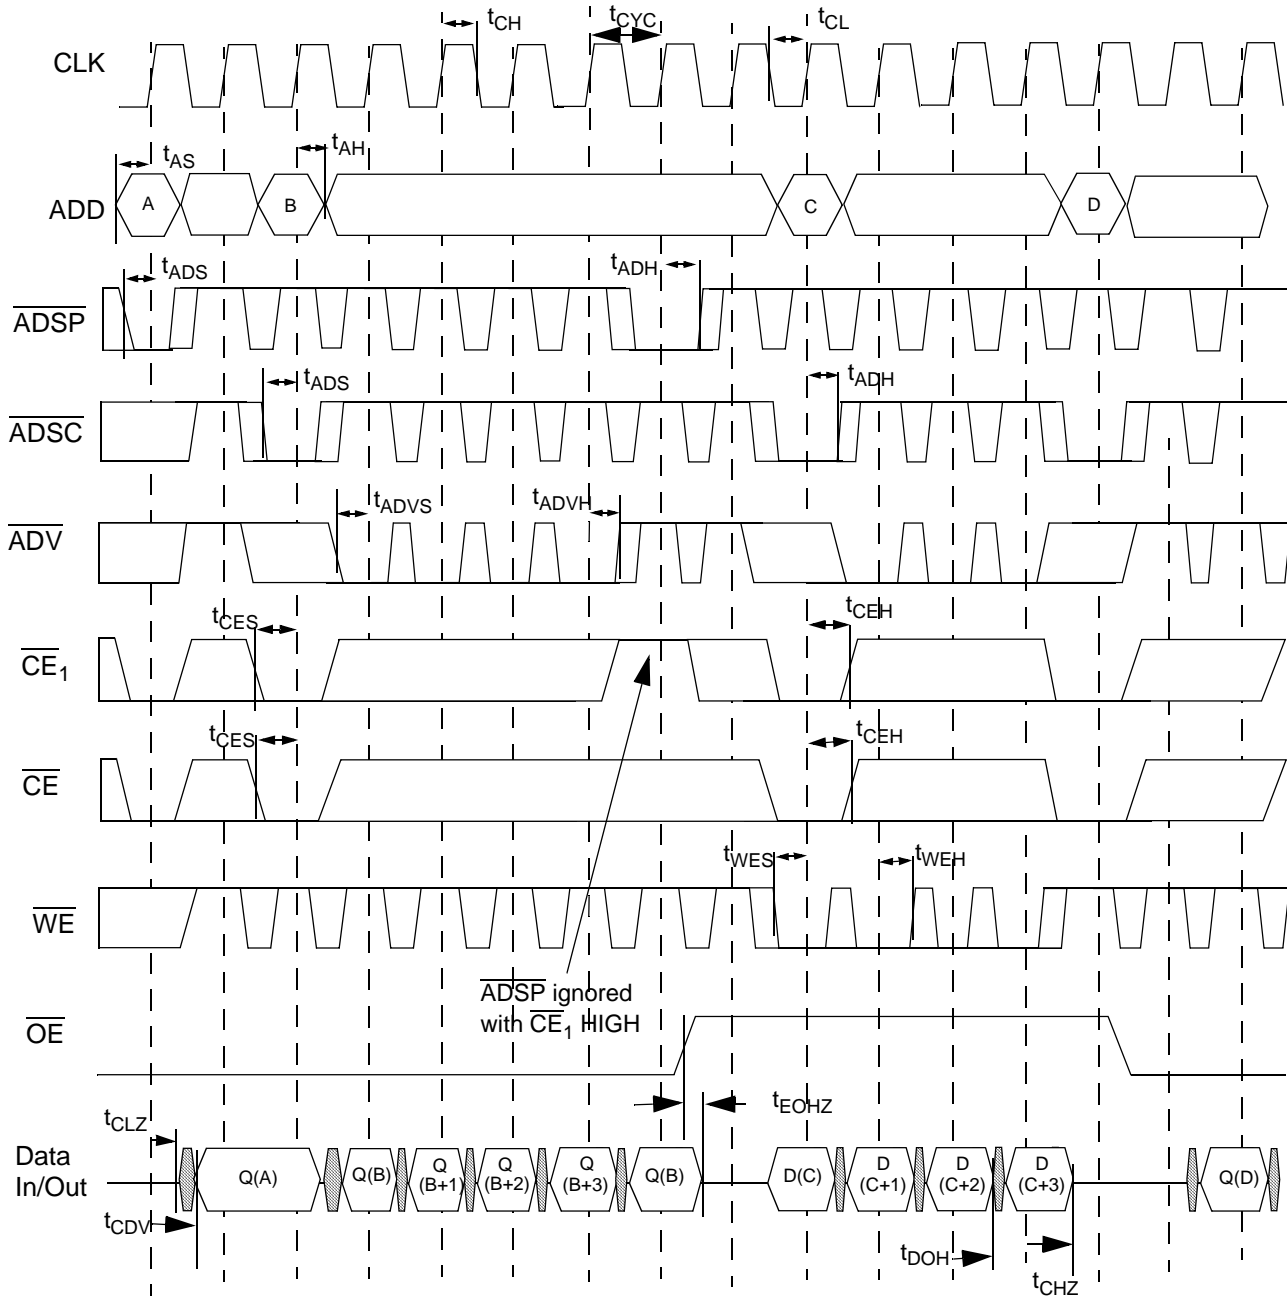 tCH
tCYC
tCL
CLK
tAS
tAH
ADD
A
B
C
D
tADS
tADH
ADSP
tADS
tADH
ADSC
tADVS
tADVH
ADV
tCES
tCEH
CE1
tCES
tCEH
CE
tWES
tWEH
WE
ADSP ignored
with CE1 HIGH
OE
tCLZ
tEOHZ
Data
In/Out
Q(A)
Q(B)
Q
(B+1)
Q
(B+2)
Q
(B+3)
Q(B)
D(C)
D
(C+1)
D
(C+2)
D
(C+3)
Q(D)
tCDV
tDOH
tCHZ